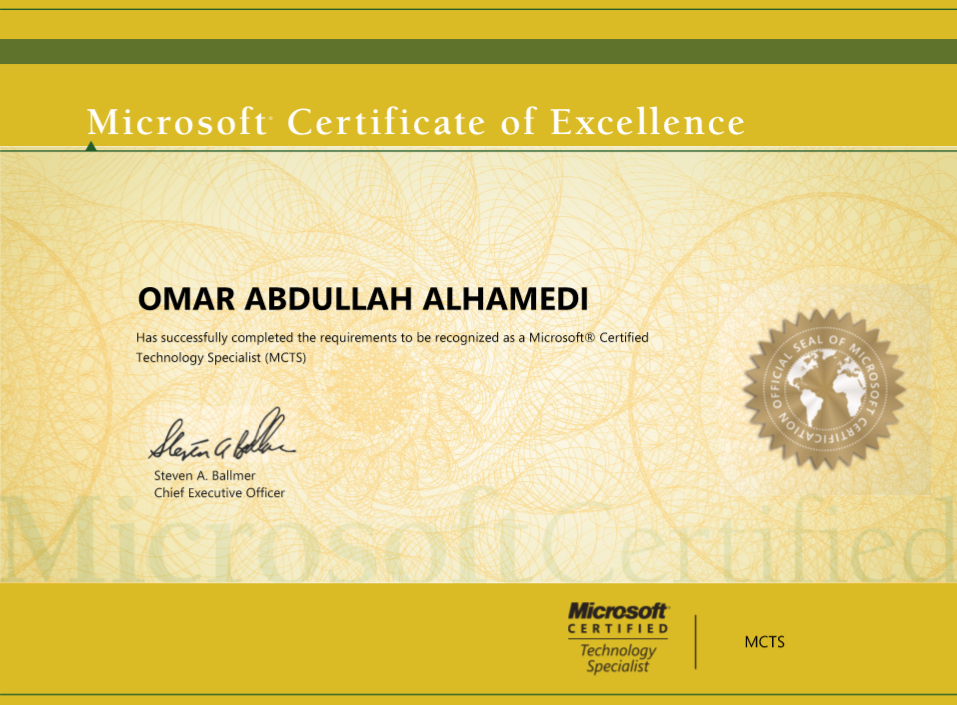 Microsoft® Certificate of Excellence
OMAR ABDULLAH ALHAMEDI
Has successfully completed the requirements to be recognized as a Microsoft® Certified
Technology Specialist (MCTS)
OFFICIAL SEAL OF MICROSOFT CERTIFICATION
Steven A Ballmer
Steven A. Ballmer
Chief Executive Officer
MicrosoftCertified
Microsoft
CERTIFIED
Technology
Specialist
MCTS